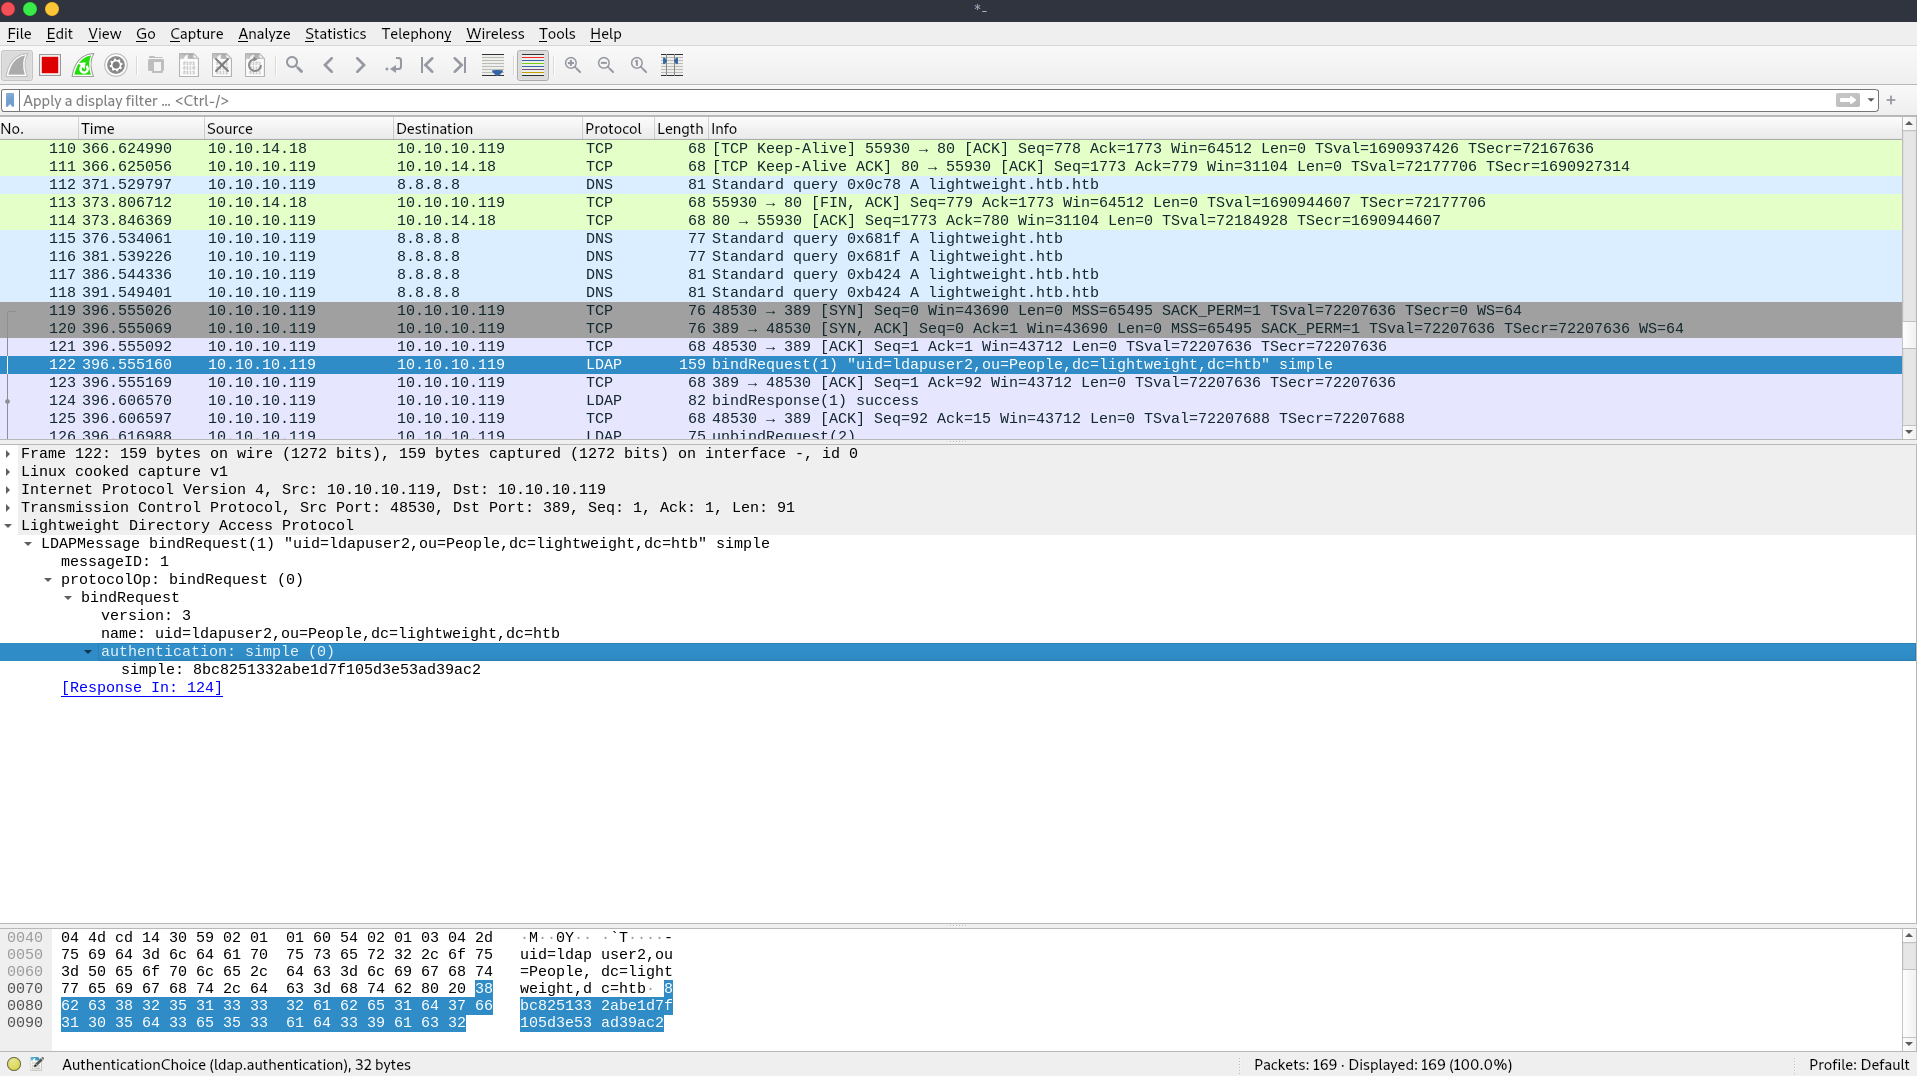 *-
File Edit View Go Capture Analyze Statistics Telephony Wireless Tools Help
Apply a display filter ... <Ctrl-/>
No. Time Source Destination Protocol Length Info
110 366.624990 10.10.14.18 10.10.10.119 TCP 68 [TCP Keep-Alive] 55930 → 80 [ACK] Seq=778 Ack=1773 Win=64512 Len=0 TSval=1690937426 TSecr=72167636
111 366.625056 10.10.10.119 10.10.14.18 TCP 68 [TCP Keep-Alive ACK] 80 → 55930 [ACK] Seq=1773 Ack=779 Win=31104 Len=0 TSval=72177706 TSecr=1690927314
112 371.529797 10.10.10.119 8.8.8.8 DNS 81 Standard query 0x0c78 A lightweight.htb.htb
113 373.806712 10.10.14.18 10.10.10.119 TCP 68 55930 → 80 [FIN, ACK] Seq=779 Ack=1773 Win=64512 Len=0 TSval=1690944607 TSecr=72177706
114 373.846369 10.10.10.119 10.10.14.18 TCP 68 80 → 55930 [ACK] Seq=1773 Ack=780 Win=31104 Len=0 TSval=72184928 TSecr=1690944607
115 376.534061 10.10.10.119 8.8.8.8 DNS 77 Standard query 0x681f A lightweight.htb
116 381.539226 10.10.10.119 8.8.8.8 DNS 77 Standard query 0x681f A lightweight.htb
117 386.544336 10.10.10.119 8.8.8.8 DNS 81 Standard query 0xb424 A lightweight.htb.htb
118 391.549401 10.10.10.119 8.8.8.8 DNS 81 Standard query 0xb424 A lightweight.htb.htb
119 396.555026 10.10.10.119 10.10.10.119 TCP 76 48530 → 389 [SYN] Seq=0 Win=43690 Len=0 MSS=65495 SACK_PERM=1 TSval=72207636 TSecr=0 WS=64
120 396.555069 10.10.10.119 10.10.10.119 TCP 76 389 → 48530 [SYN, ACK] Seq=0 Ack=1 Win=43690 Len=0 MSS=65495 SACK_PERM=1 TSval=72207636 TSecr=72207636 WS=64
121 396.555092 10.10.10.119 10.10.10.119 TCP 68 48530 → 389 [ACK] Seq=1 Ack=1 Win=43712 Len=0 TSval=72207636 TSecr=72207636
122 396.555160 10.10.10.119 10.10.10.119 LDAP 159 bindRequest(1) "uid=ldapuser2,ou=People,dc=lightweight,dc=htb" simple
123 396.555169 10.10.10.119 10.10.10.119 TCP 68 389 → 48530 [ACK] Seq=1 Ack=92 Win=43712 Len=0 TSval=72207636 TSecr=72207636
124 396.606570 10.10.10.119 10.10.10.119 LDAP 82 bindResponse(1) success
125 396.606597 10.10.10.119 10.10.10.119 TCP 68 48530 → 389 [ACK] Seq=92 Ack=15 Win=43712 Len=0 TSval=72207688 TSecr=72207688
126 396.616988 10.10.10.119 10.10.10.119 LDAP 75 unbindRequest(2)
Frame 122: 159 bytes on wire (1272 bits), 159 bytes captured (1272 bits) on interface -, id 0
Linux cooked capture v1
Internet Protocol Version 4, Src: 10.10.10.119, Dst: 10.10.10.119
Transmission Control Protocol, Src Port: 48530, Dst Port: 389, Seq: 1, Ack: 1, Len: 91
Lightweight Directory Access Protocol
LDAPMessage bindRequest(1) "uid=ldapuser2,ou=People,dc=lightweight,dc=htb" simple
messageID: 1
protocolOp: bindRequest (0)
bindRequest
version: 3
name: uid=ldapuser2,ou=People,dc=lightweight,dc=htb
authentication: simple (0)
simple: 8bc8251332abe1d7f105d3e53ad39ac2
[Response In: 124]
0040 04 4d cd 14 30 59 02 01 01 60 54 02 01 03 04 2d ·M··0Y·· ·`T····-
0050 75 69 64 3d 6c 64 61 70 75 73 65 72 32 2c 6f 75 uid=ldap user2,ou
0060 3d 50 65 6f 70 6c 65 2c 64 63 3d 6c 69 67 68 74 =People, dc=light
0070 77 65 69 67 68 74 2c 64 63 3d 68 74 62 80 20 38 weight,d c=htb· 8
0080 62 63 38 32 35 31 33 33 32 61 62 65 31 64 37 66 bc825133 2abe1d7f
0090 31 30 35 64 33 65 35 33 61 64 33 39 61 63 32 105d3e53 ad39ac2
AuthenticationChoice (ldap.authentication), 32 bytes Packets: 169 · Displayed: 169 (100.0%) Profile: Default